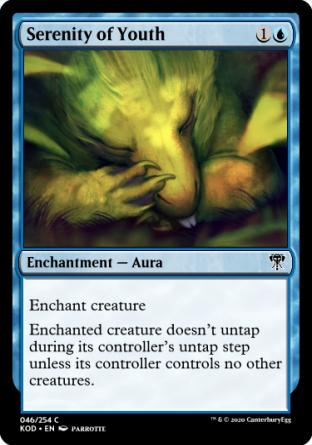 Serenity of Youth 1
Enchantment — Aura
Enchant creature
Enchanted creature doesn't untap
during its controller's untap step
unless its controller controls no other
creatures.
046/254 C
KOD • EN PARROTTE
™ & © 2020 CanterburyEgg